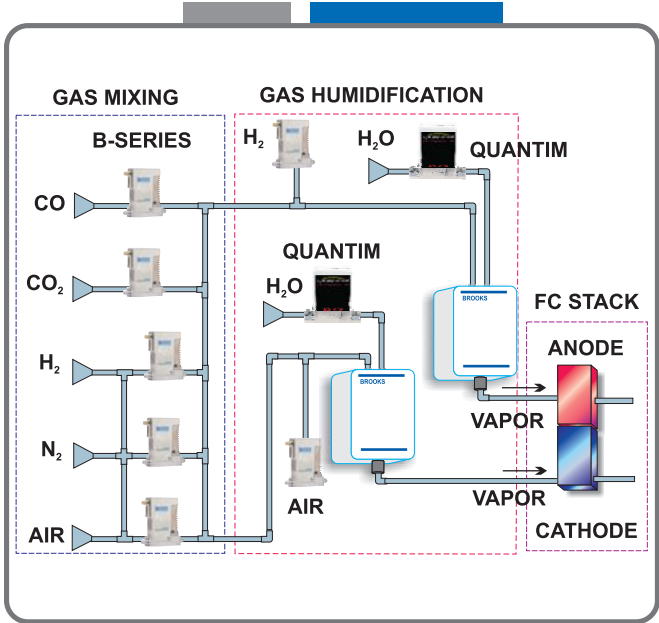 GAS MIXING
GAS HUMIDIFICATION
B-SERIES
H₂
H₂O
QUANTIM
CO
QUANTIM
CO₂
H₂O
BROOKS
FC STACK
H₂
ANODE
BROOKS
VAPOR
N₂
AIR
VAPOR
AIR
CATHODE